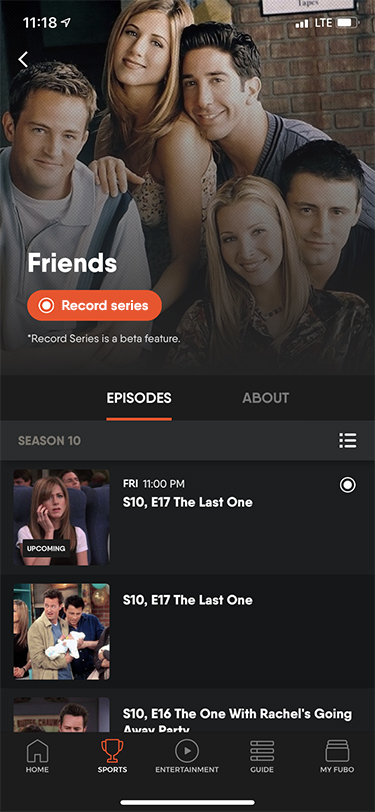 Tapes
11:18
LTE
Friends
Record series
*Record Series is a beta feature.
EPISODES
ABOUT
SEASON 10
FRI 11:00 PM
S10, E17 The Last One
UPCOMING
S10, E17 The Last One
S10, E16 The One With Rachel's Going
Away Party
HOME
SPORTS
ENTERTAINMENT
GUIDE
MY FUBO